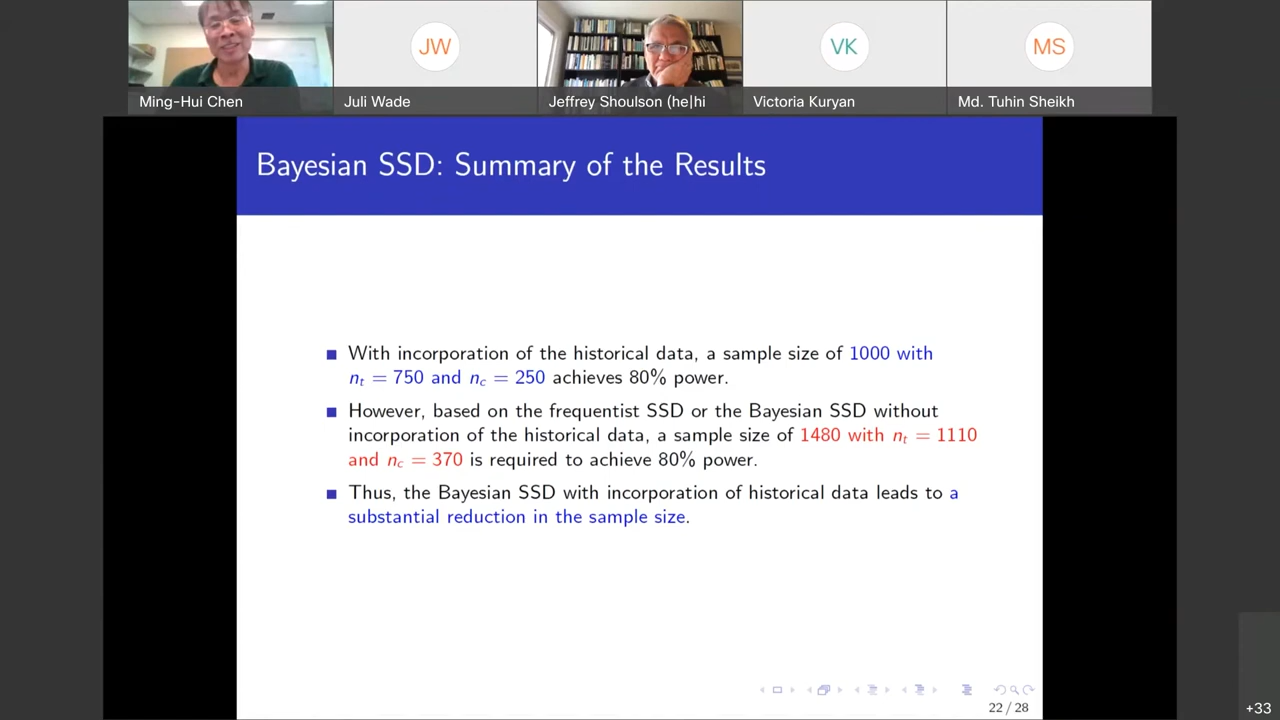 JW
VK
MS
Ming-Hui Chen
Juli Wade
Jeffrey Shoulson (he|hi
Victoria Kuryan
Md. Tuhin Sheikh
Bayesian SSD: Summary of the Results
With incorporation of the historical data, a sample size of 1000 with
nₜ = 750 and n_c = 250 achieves 80% power.
However, based on the frequentist SSD or the Bayesian SSD without
incorporation of the historical data, a sample size of 1480 with nₜ = 1110
and n_c = 370 is required to achieve 80% power.
Thus, the Bayesian SSD with incorporation of historical data leads to a
substantial reduction in the sample size.
22 / 28
+33